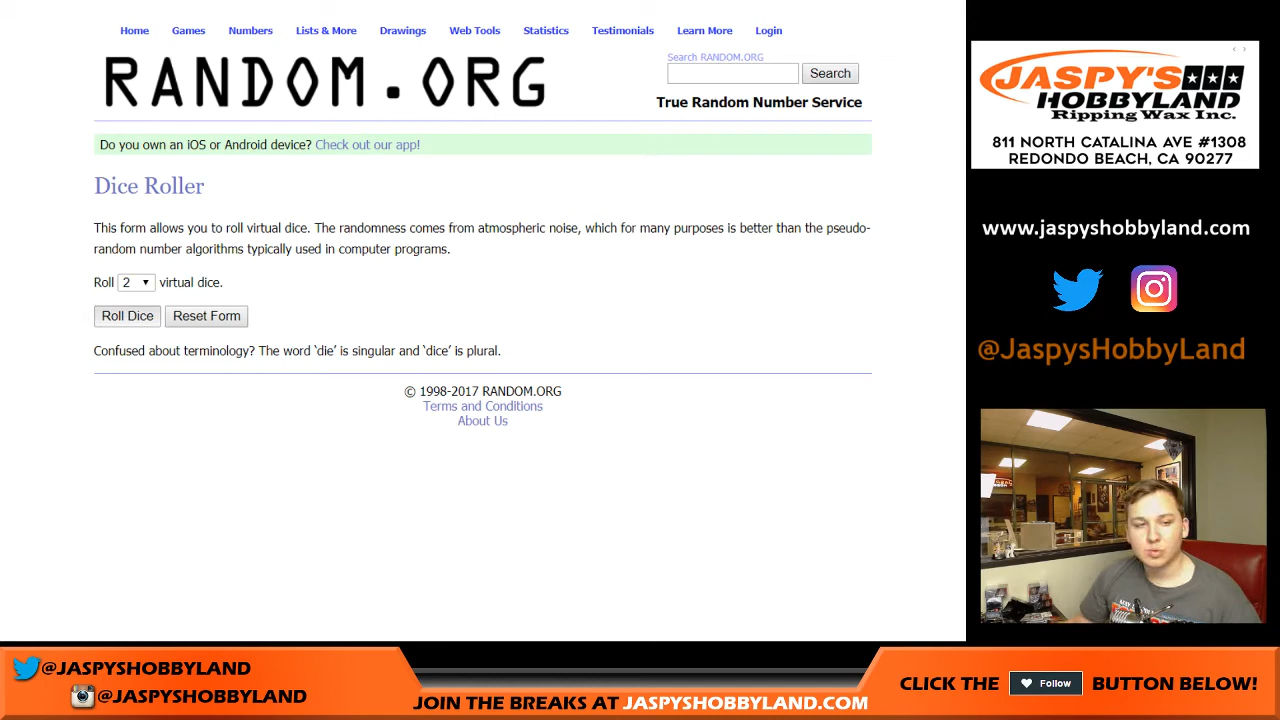 Home Games Numbers Lists & More Drawings Web Tools Statistics Testimonials Learn More Login
RANDOM.ORG
Search RANDOM.ORG
Search
True Random Number Service
Do you own an iOS or Android device? Check out our app!
Dice Roller
This form allows you to roll virtual dice. The randomness comes from atmospheric noise, which for many purposes is better than the pseudo-
random number algorithms typically used in computer programs.
Roll 2 virtual dice.
Roll Dice Reset Form
Confused about terminology? The word ‘die’ is singular and ‘dice’ is plural.
© 1998-2017 RANDOM.ORG
Terms and Conditions
About Us
JASPY'S
HOBBYLAND
Ripping Wax Inc.
811 NORTH CATALINA AVE #1308
REDONDO BEACH, CA 90277
www.jaspyshobbyland.com
@JaspysHobbyLand
@JASPYSHOBBYLAND
@JASPYSHOBBYLAND
JOIN THE BREAKS AT JASPYSHOBBYLAND.COM
CLICK THE Follow BUTTON BELOW!